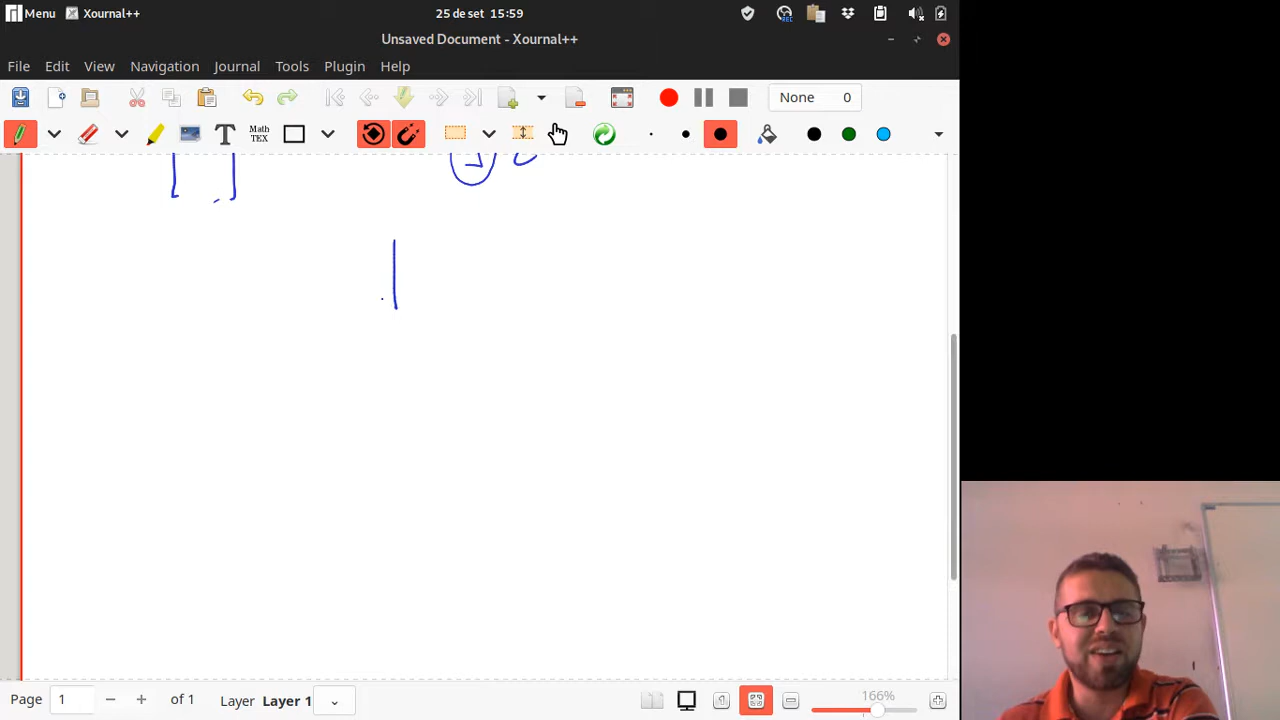 Menu Xournal++ 25 de set 15:59 REC
Unsaved Document - Xournal++
File Edit View Navigation Journal Tools Plugin Help
None 0
T Math TEX
Page 1 of 1 Layer Layer 1 166%